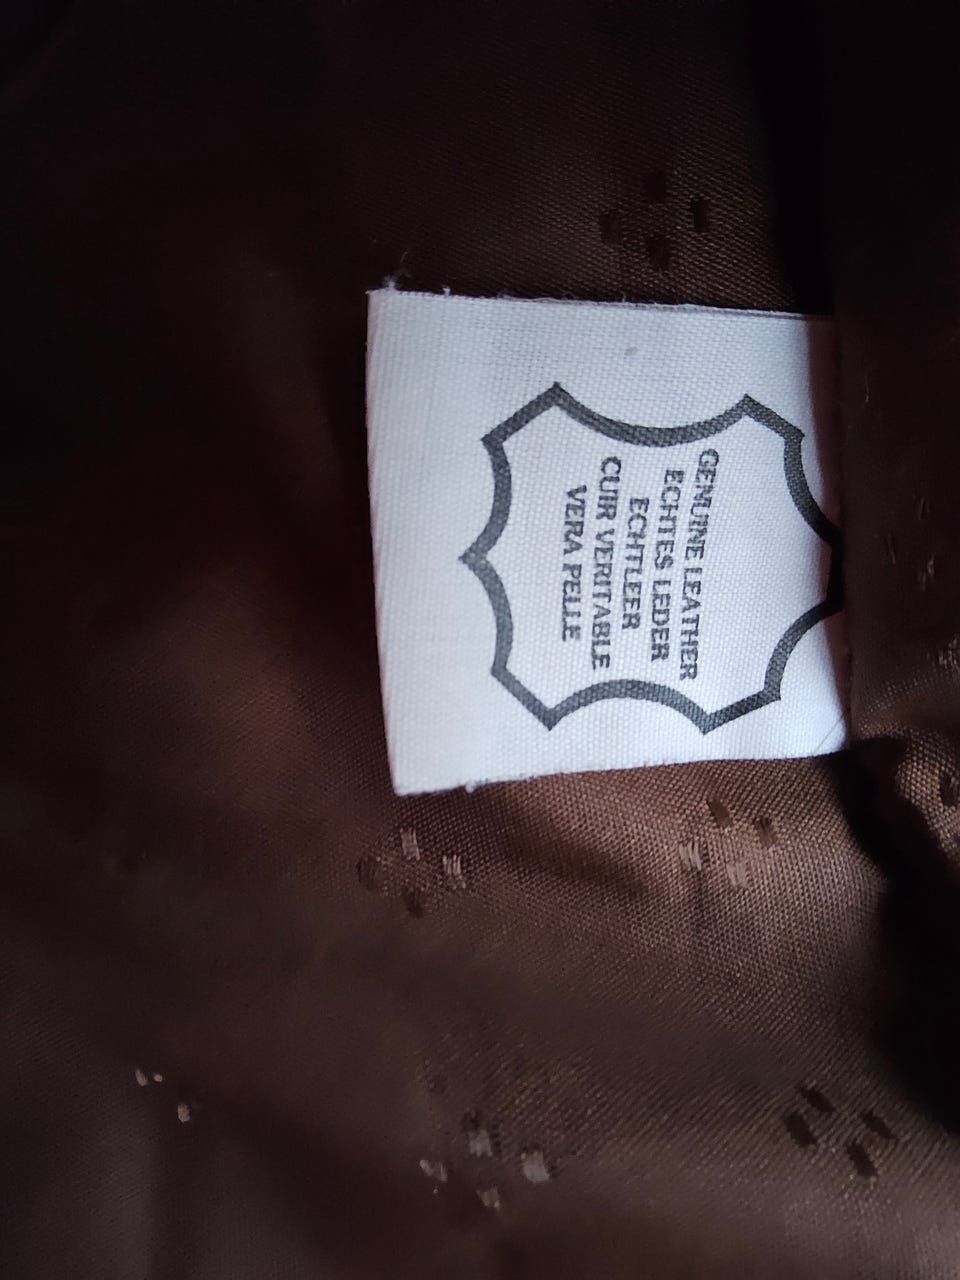 GENUINE LEATHER
ECHTES LEDER
ECHTLEER
CUIR VERITABLE
VERA PELLE